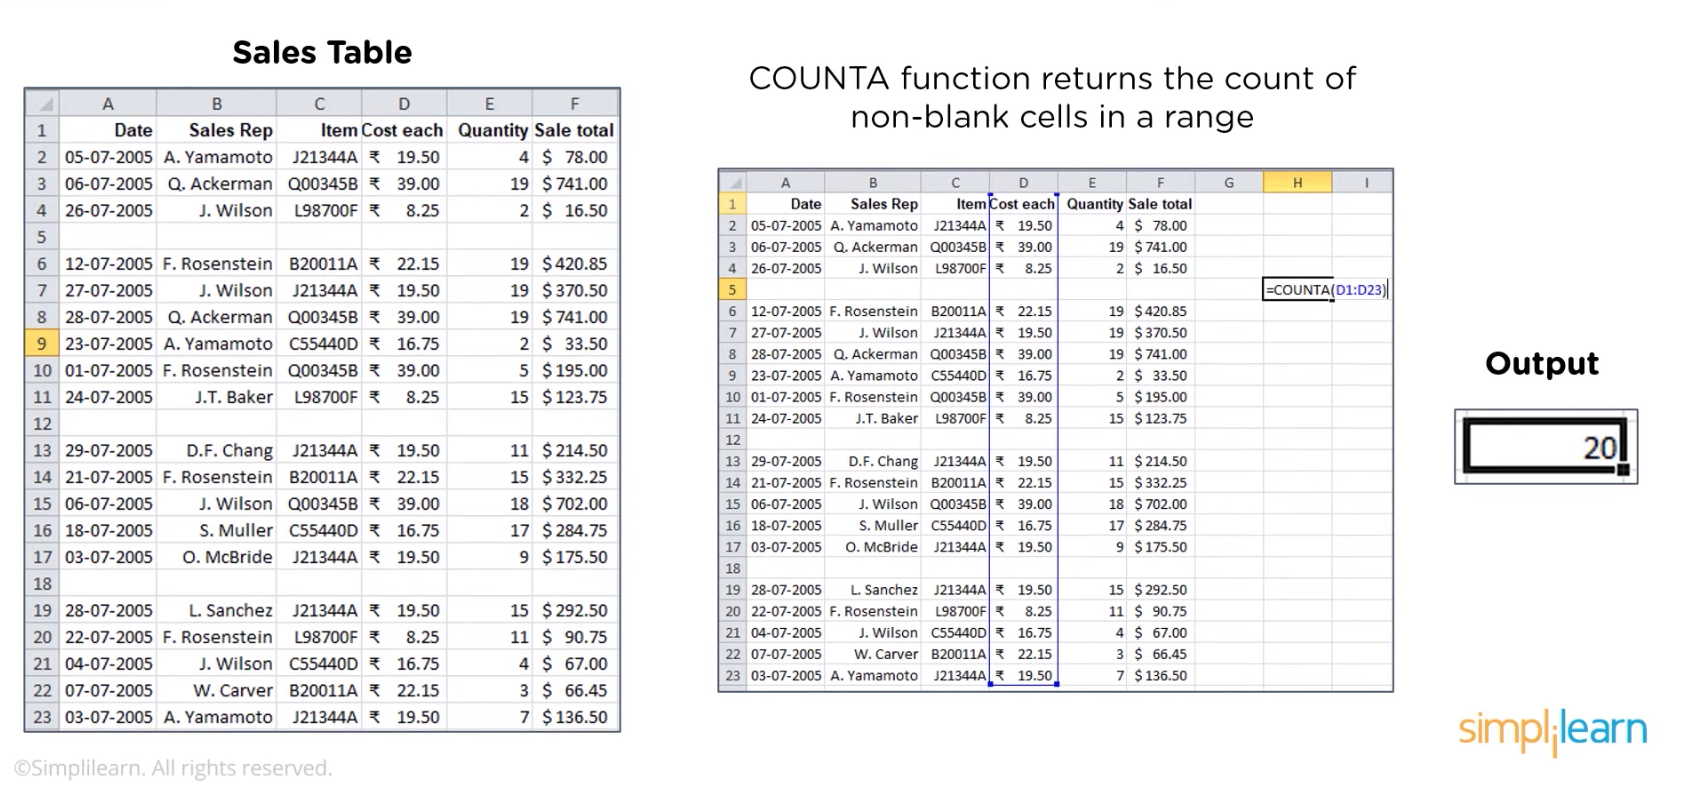 Sales Table
A B C D E F
1 Date Sales Rep Item Cost each Quantity Sale total
2 05-07-2005 A. Yamamoto J21344A ₹ 19.50 4 $ 78.00
3 06-07-2005 Q. Ackerman Q00345B ₹ 39.00 19 $ 741.00
4 26-07-2005 J. Wilson L98700F ₹ 8.25 2 $ 16.50
5
6 12-07-2005 F. Rosenstein B20011A ₹ 22.15 19 $ 420.85
7 27-07-2005 J. Wilson J21344A ₹ 19.50 19 $ 370.50
8 28-07-2005 Q. Ackerman Q00345B ₹ 39.00 19 $ 741.00
9 23-07-2005 A. Yamamoto C55440D ₹ 16.75 2 $ 33.50
10 01-07-2005 F. Rosenstein Q00345B ₹ 39.00 5 $ 195.00
11 24-07-2005 J.T. Baker L98700F ₹ 8.25 15 $ 123.75
12
13 29-07-2005 D.F. Chang J21344A ₹ 19.50 11 $ 214.50
14 21-07-2005 F. Rosenstein B20011A ₹ 22.15 15 $ 332.25
15 06-07-2005 J. Wilson Q00345B ₹ 39.00 18 $ 702.00
16 18-07-2005 S. Muller C55440D ₹ 16.75 17 $ 284.75
17 03-07-2005 O. McBride J21344A ₹ 19.50 9 $ 175.50
18
19 28-07-2005 L. Sanchez J21344A ₹ 19.50 15 $ 292.50
20 22-07-2005 F. Rosenstein L98700F ₹ 8.25 11 $ 90.75
21 04-07-2005 J. Wilson C55440D ₹ 16.75 4 $ 67.00
22 07-07-2005 W. Carver B20011A ₹ 22.15 3 $ 66.45
23 03-07-2005 A. Yamamoto J21344A ₹ 19.50 7 $ 136.50
COUNTA function returns the count of
non-blank cells in a range
A B C D E F G H I
1 Date Sales Rep Item Cost each Quantity Sale total
2 05-07-2005 A. Yamamoto J21344A ₹ 19.50 4 $ 78.00
3 06-07-2005 Q. Ackerman Q00345B ₹ 39.00 19 $ 741.00
4 26-07-2005 J. Wilson L98700F ₹ 8.25 2 $ 16.50
5 =COUNTA(D1:D23)
6 12-07-2005 F. Rosenstein B20011A ₹ 22.15 19 $ 420.85
7 27-07-2005 J. Wilson J21344A ₹ 19.50 19 $ 370.50
8 28-07-2005 Q. Ackerman Q00345B ₹ 39.00 19 $ 741.00
9 23-07-2005 A. Yamamoto C55440D ₹ 16.75 2 $ 33.50
10 01-07-2005 F. Rosenstein Q00345B ₹ 39.00 5 $ 195.00
11 24-07-2005 J.T. Baker L98700F ₹ 8.25 15 $ 123.75
12
13 29-07-2005 D.F. Chang J21344A ₹ 19.50 11 $ 214.50
14 21-07-2005 F. Rosenstein B20011A ₹ 22.15 15 $ 332.25
15 06-07-2005 J. Wilson Q00345B ₹ 39.00 18 $ 702.00
16 18-07-2005 S. Muller C55440D ₹ 16.75 17 $ 284.75
17 03-07-2005 O. McBride J21344A ₹ 19.50 9 $ 175.50
18
19 28-07-2005 L. Sanchez J21344A ₹ 19.50 15 $ 292.50
20 22-07-2005 F. Rosenstein L98700F ₹ 8.25 11 $ 90.75
21 04-07-2005 J. Wilson C55440D ₹ 16.75 4 $ 67.00
22 07-07-2005 W. Carver B20011A ₹ 22.15 3 $ 66.45
23 03-07-2005 A. Yamamoto J21344A ₹ 19.50 7 $ 136.50
Output
20
simplilearn
©Simplilearn. All rights reserved.